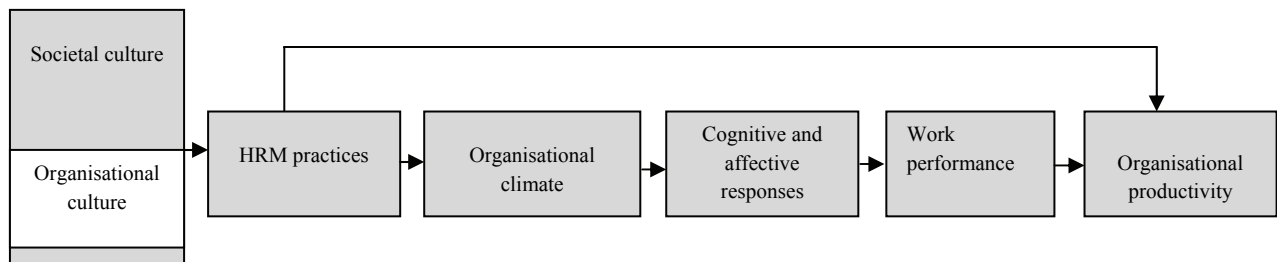 Societal culture
Organisational
culture
HRM practices
Organisational
climate
Cognitive and
affective
responses
Work
performance
Organisational
productivity